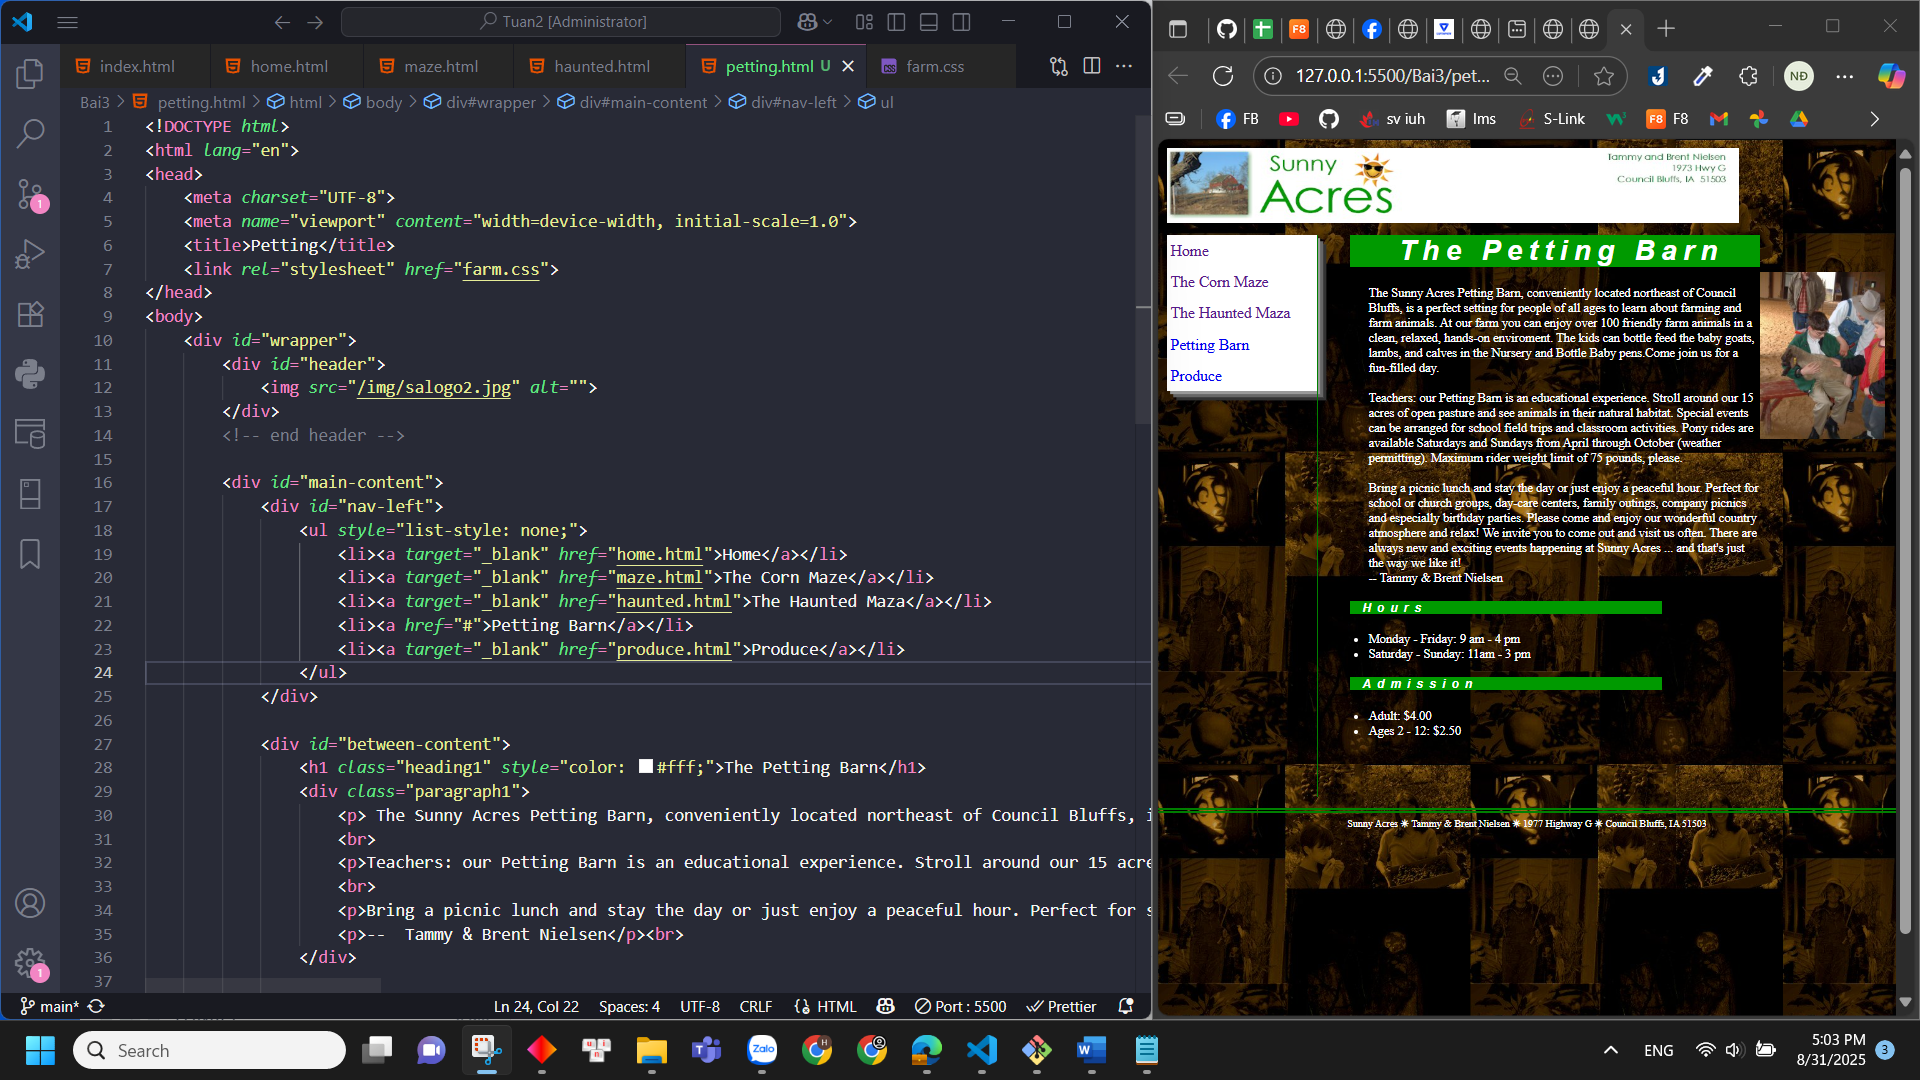 Tuan2 [Administrator]
index.html
home.html
maze.html
haunted.html
petting.html U
farm.css
Bai3 > petting.html > html > body > div#wrapper > div#main-content > div#nav-left > ul
1 <!DOCTYPE html>
2 <html lang="en">
3 <head>
4 <meta charset="UTF-8">
5 <meta name="viewport" content="width=device-width, initial-scale=1.0">
6 <title>Petting</title>
7 <link rel="stylesheet" href="farm.css">
8 </head>
9 <body>
10 <div id="wrapper">
11 <div id="header">
12 <img src="/img/salogo2.jpg" alt="">
13 </div>
14 <!-- end header -->
15
16 <div id="main-content">
17 <div id="nav-left">
18 <ul style="list-style: none;">
19 <li><a target="_blank" href="home.html">Home</a></li>
20 <li><a target="_blank" href="maze.html">The Corn Maze</a></li>
21 <li><a target="_blank" href="haunted.html">The Haunted Maza</a></li>
22 <li><a href="#">Petting Barn</a></li>
23 <li><a target="_blank" href="produce.html">Produce</a></li>
24 </ul>
25 </div>
26
27 <div id="between-content">
28 <h1 class="heading1" style="color: #fff;">The Petting Barn</h1>
29 <div class="paragraph1">
30 <p> The Sunny Acres Petting Barn, conveniently located northeast of Council Bluffs, i
31 <br>
32 <p>Teachers: our Petting Barn is an educational experience. Stroll around our 15 acre
33 <br>
34 <p>Bring a picnic lunch and stay the day or just enjoy a peaceful hour. Perfect for s
35 <p>-- Tammy & Brent Nielsen</p><br>
36 </div>
37
1
1
main*
Ln 24, Col 22
Spaces: 4
UTF-8
CRLF
HTML
Port : 5500
Prettier
F8
127.0.0.1:5500/Bai3/pet...
NĐ
FB
sv iuh
lms
S-Link
F8 F8
Sunny
Acres
Tammy and Brent Nielsen
1973 Hwy G
Council Bluffs, IA 51503
Home
The Corn Maze
The Haunted Maza
Petting Barn
Produce
The Petting Barn
The Sunny Acres Petting Barn, conveniently located northeast of Council
Bluffs, is a perfect setting for people of all ages to learn about farming and
farm animals. At our farm you can enjoy over 100 friendly farm animals in a
clean, relaxed, hands-on enviroment. The kids can bottle feed the baby goats,
lambs, and calves in the Nursery and Bottle Baby pens.Come join us for a
fun-filled day.
Teachers: our Petting Barn is an educational experience. Stroll around our 15
acres of open pasture and see animals in their natural habitat. Special events
can be arranged for school field trips and classroom activities. Pony rides are
available Saturdays and Sundays from April through October (weather
permitting). Maximum rider weight limit of 75 pounds, please.
Bring a picnic lunch and stay the day or just enjoy a peaceful hour. Perfect for
school or church groups, day-care centers, family outings, company picnics
and especially birthday parties. Please come and enjoy our wonderful country
atmosphere and relax! We invite you to come out and visit us often. There are
always new and exciting events happening at Sunny Acres ... and that's just
the way we like it!
-- Tammy & Brent Nielsen
Hours
• Monday - Friday: 9 am - 4 pm
• Saturday - Sunday: 11am - 3 pm
Admission
• Adult: $4.00
• Ages 2 - 12: $2.50
Sunny Acres ✷ Tammy & Brent Nielsen ✷ 1977 Highway G ✷ Council Bluffs, IA 51503
Search
Zalo
H
ENG
5:03 PM
8/31/2025
3